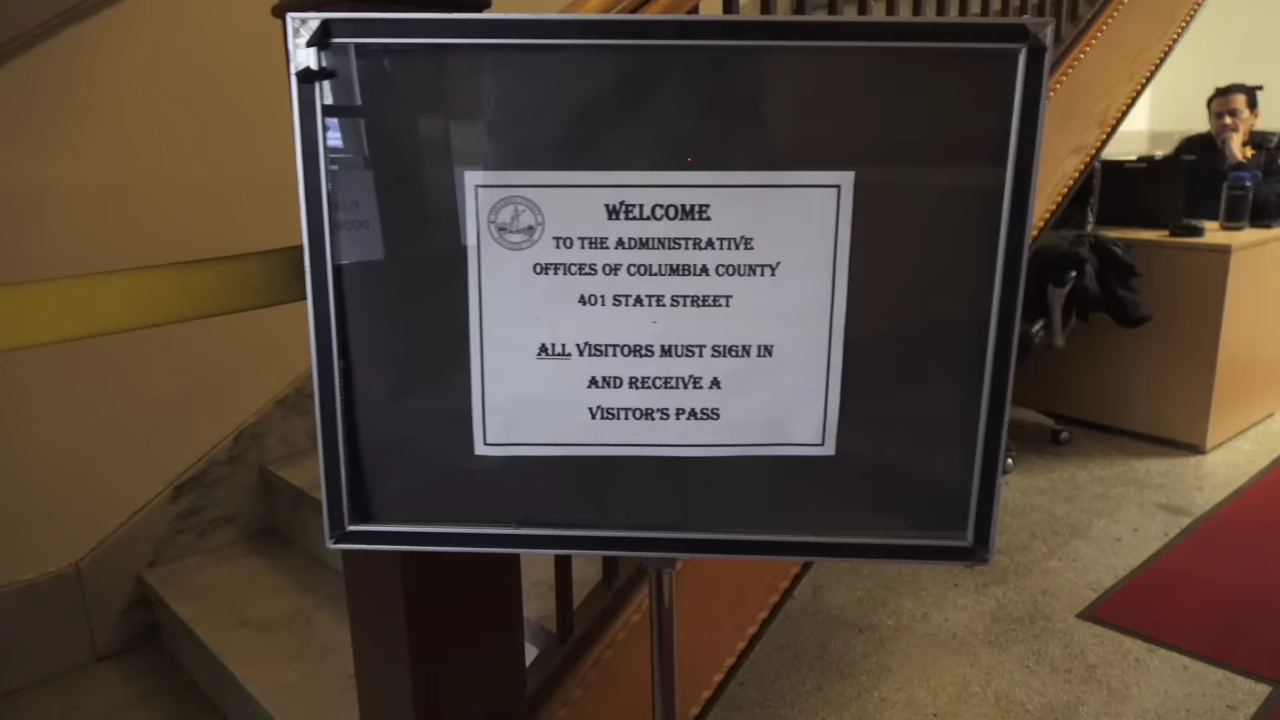 WELCOME
TO THE ADMINISTRATIVE
OFFICES OF COLUMBIA COUNTY
401 STATE STREET
-
ALL VISITORS MUST SIGN IN
AND RECEIVE A
VISITOR'S PASS